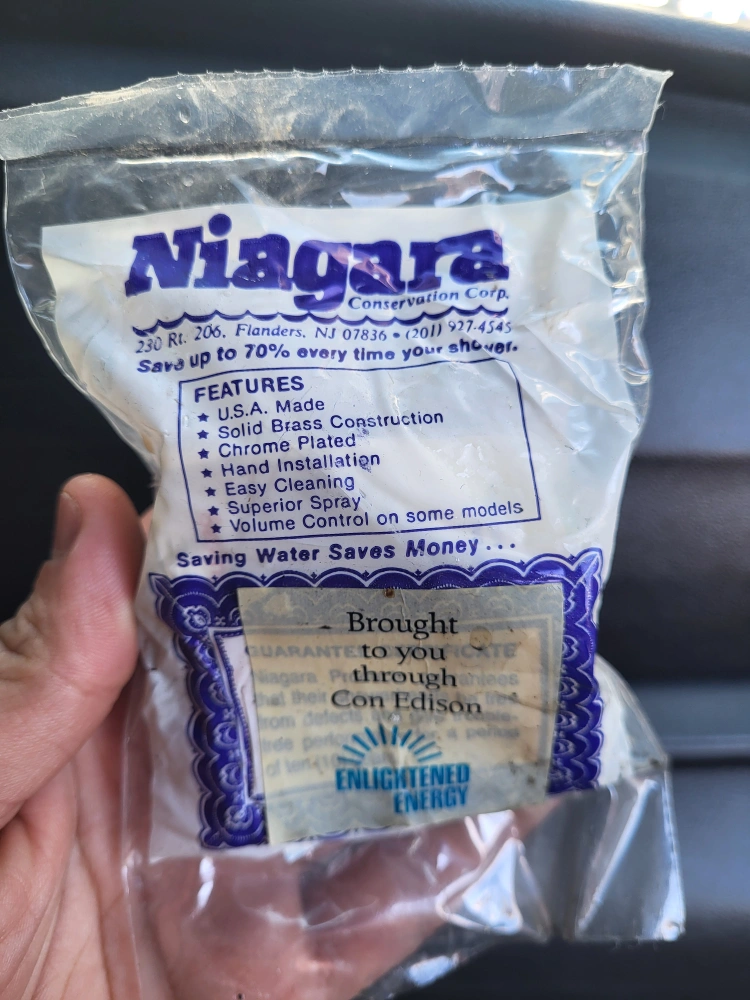 Niagara
Conservation Corp.
230 Rt. 206, Flanders, NJ 07836 • (201) 927-4545
Save up to 70% every time your shower.
FEATURES
★ U.S.A. Made
★ Solid Brass Construction
★ Chrome Plated
★ Hand Installation
★ Easy Cleaning
★ Superior Spray
★ Volume Control on some models
Saving Water Saves Money . . .
Brought
to you
through
Con Edison
ENLIGHTENED
ENERGY